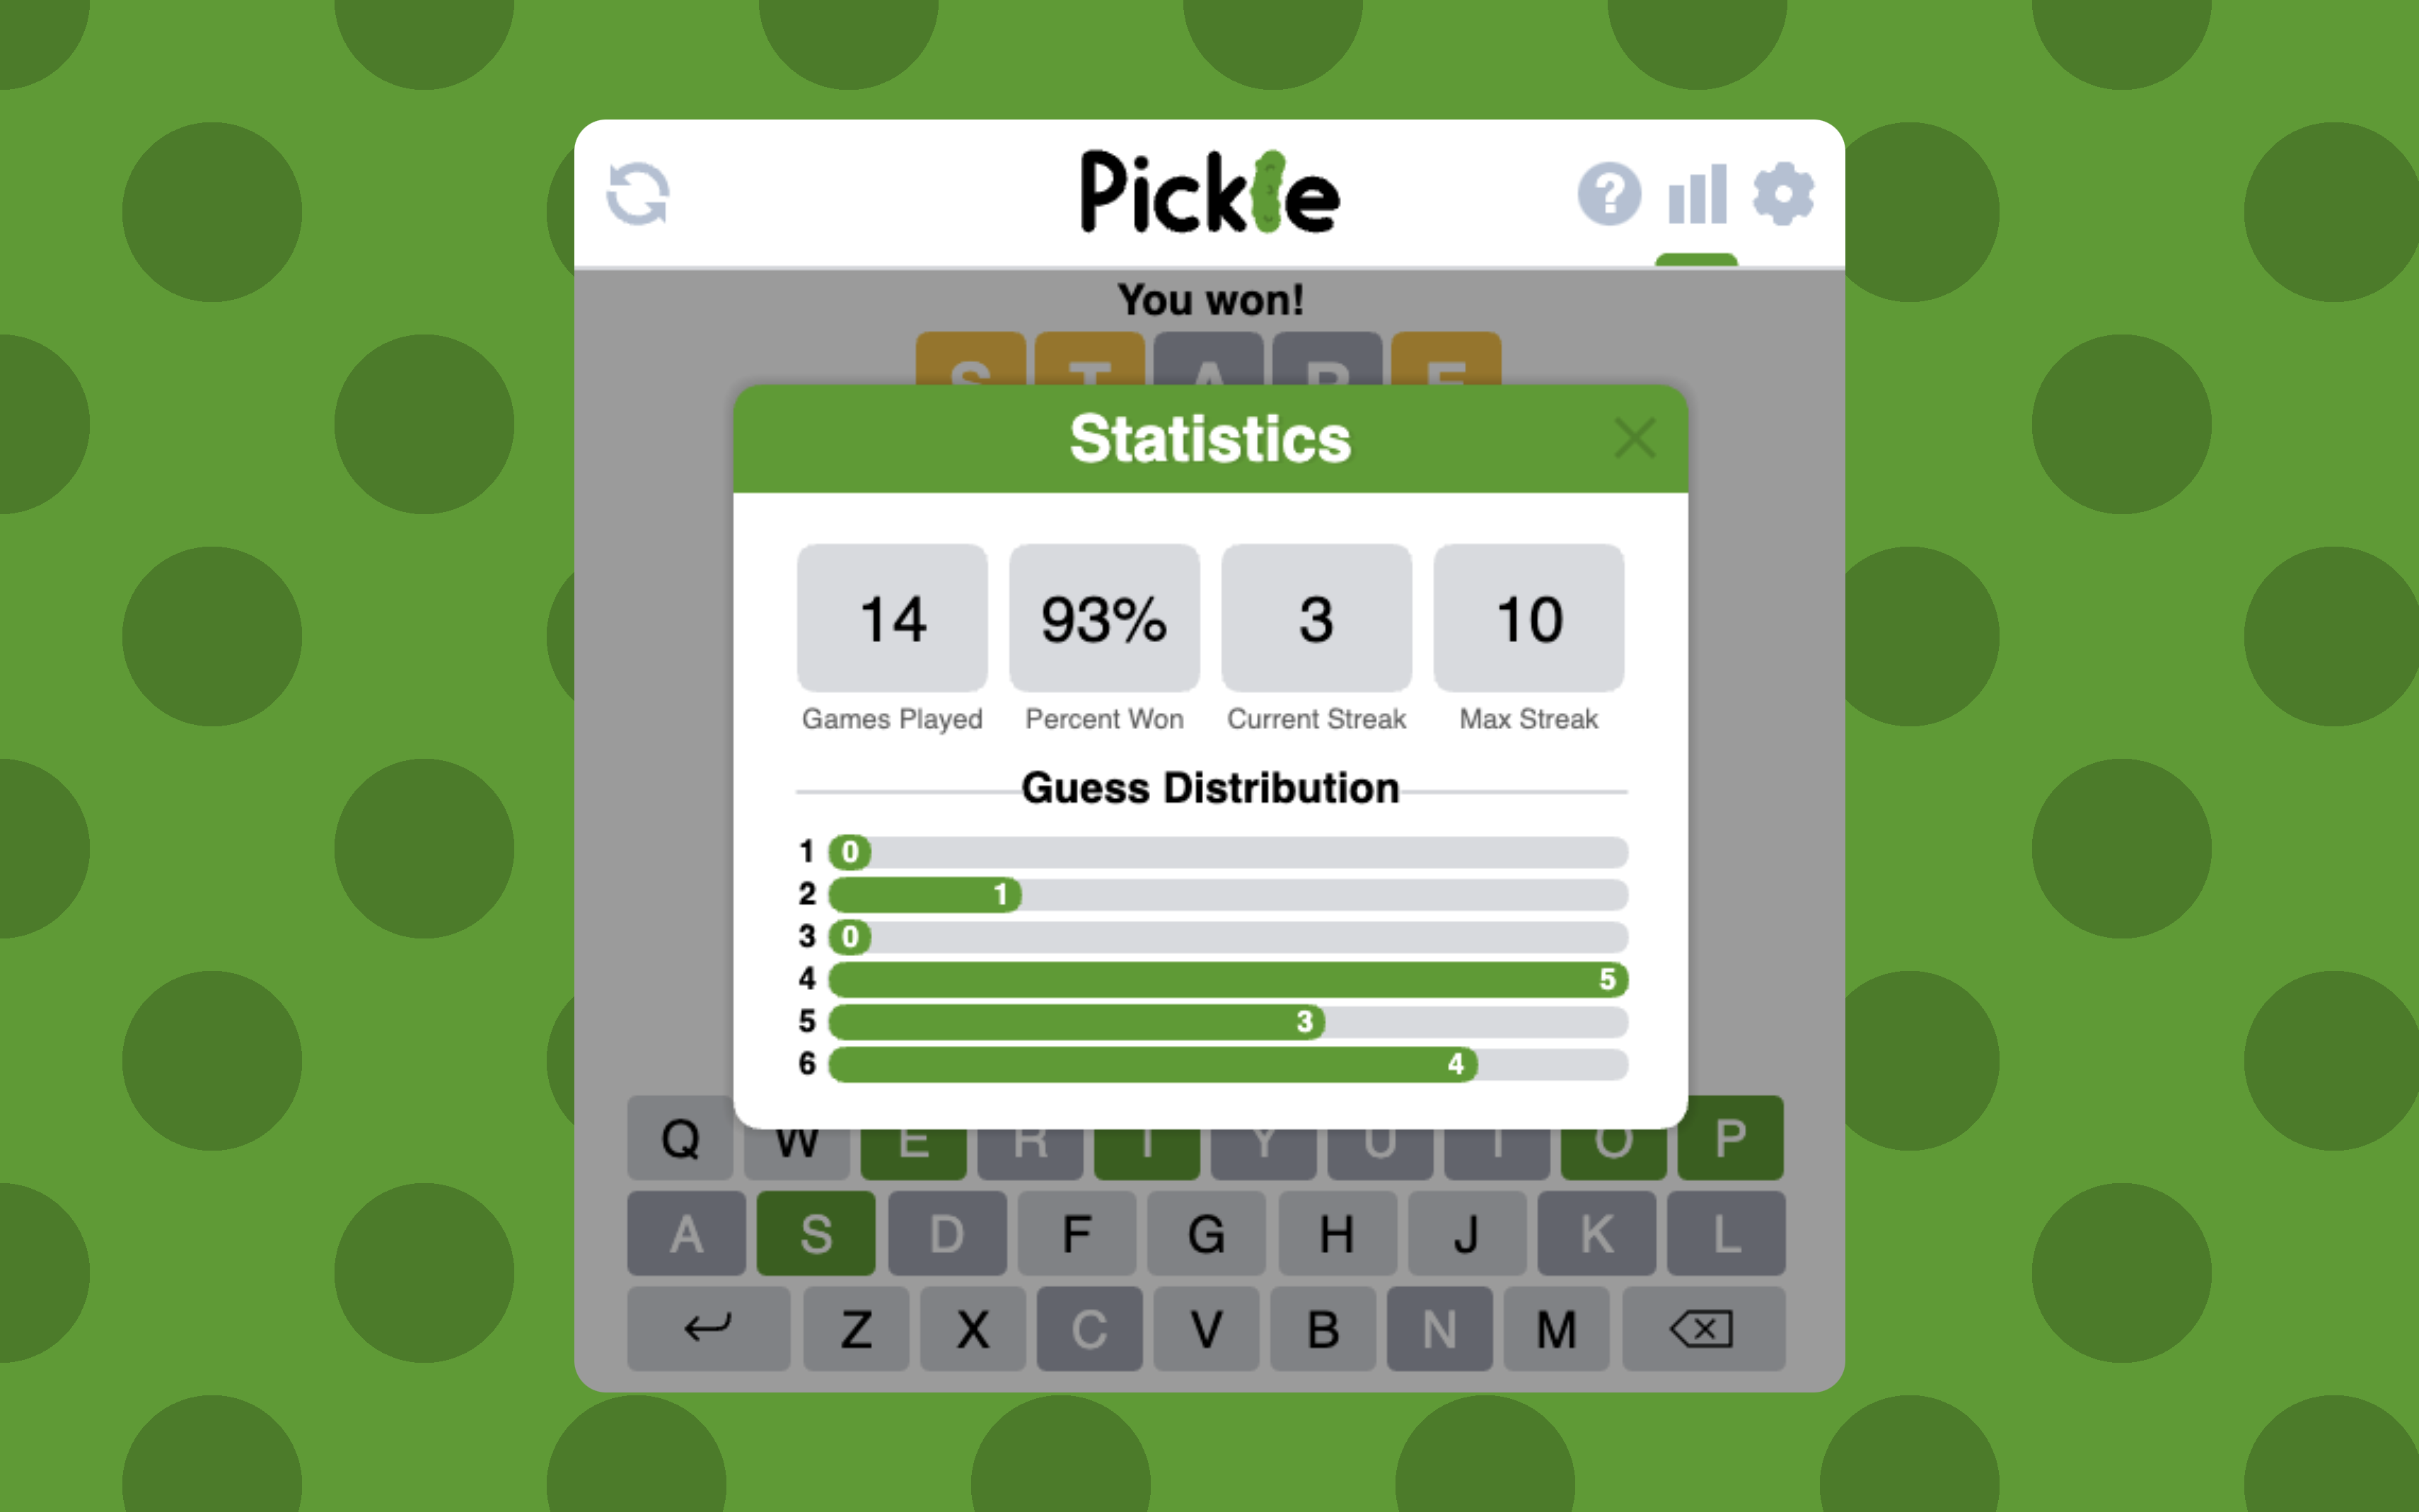 Pickle
?
You won!
S T A R E
Statistics
14 93% 3 10
Games Played Percent Won Current Streak Max Streak
Guess Distribution
1 0
2 1
3 0
4 5
5 3
6 4
Q W E R T Y U I O P
A S D F G H J K L
Z X C V B N M